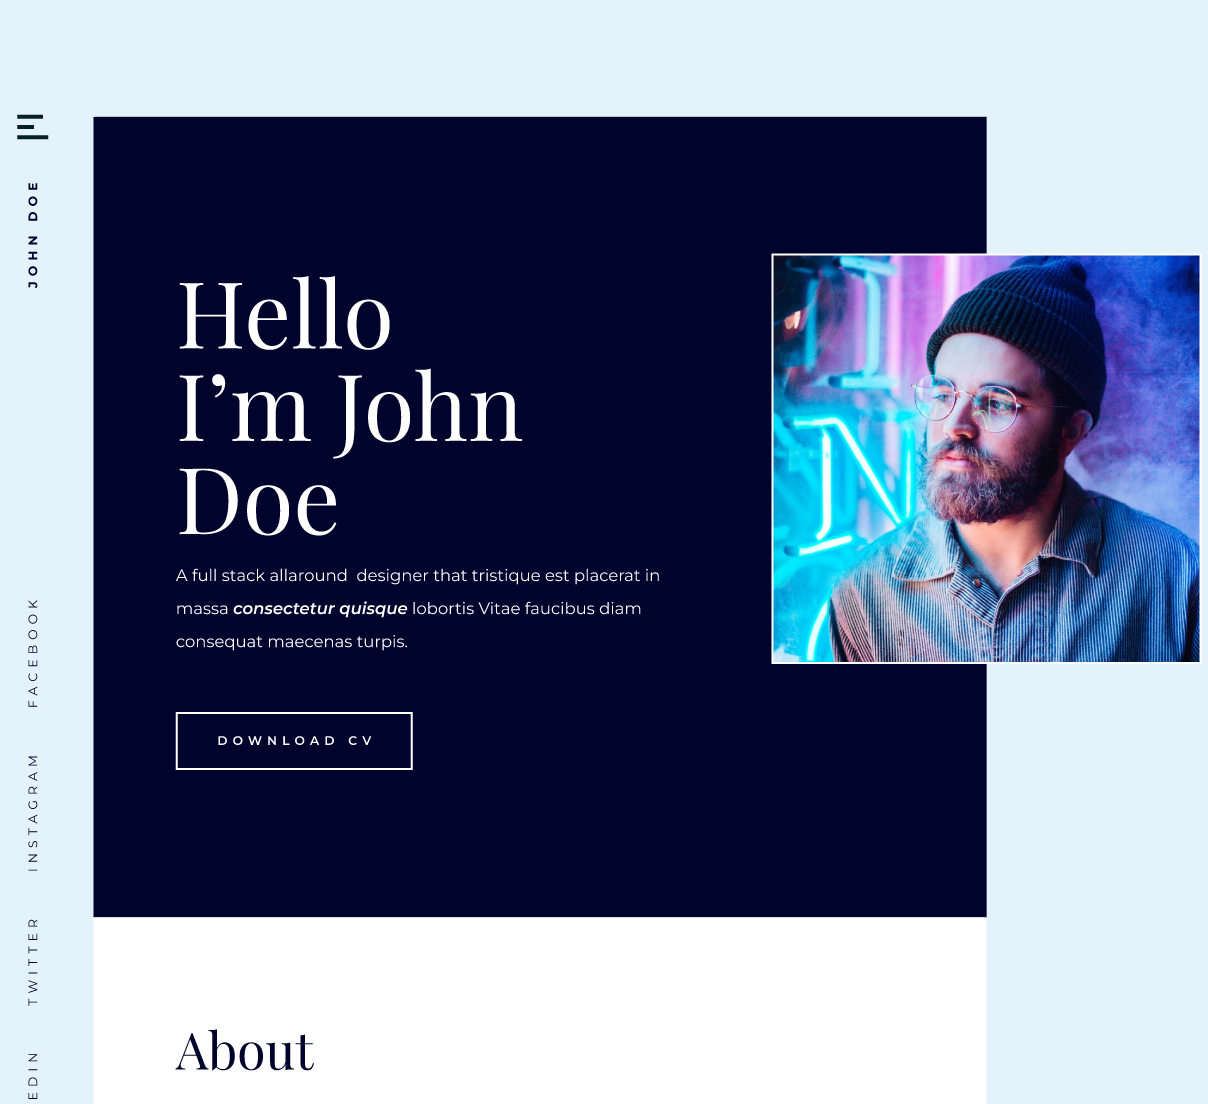 JOHN DOE
FACEBOOK
INSTAGRAM
TWITTER
EDIN
Hello
I’m John
Doe
A full stack allaround  designer that tristique est placerat in
massa consectetur quisque lobortis Vitae faucibus diam
consequat maecenas turpis.
DOWNLOAD CV
N
About